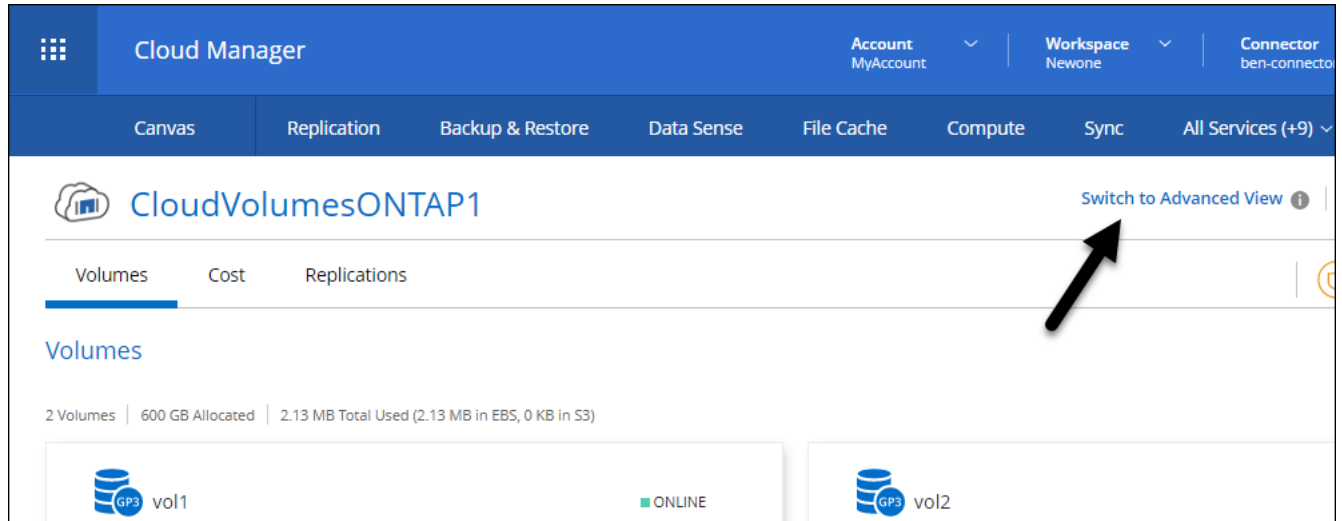 Cloud Manager
Account
MyAccount
Workspace
Newone
Connector
Canvas
Replication
Backup & Restore
Data Sense
File Cache
Compute
Sync
All Services (+9)
CloudVolumesONTAP1
Switch to Advanced View
Volumes
Cost
Replications
Volumes
2 Volumes
600 GB Allocated
2.13 MB Total Used (2.13 MB in EBS, 0 KB in S3)
GP3
vol1
ONLINE
GP3
vol2